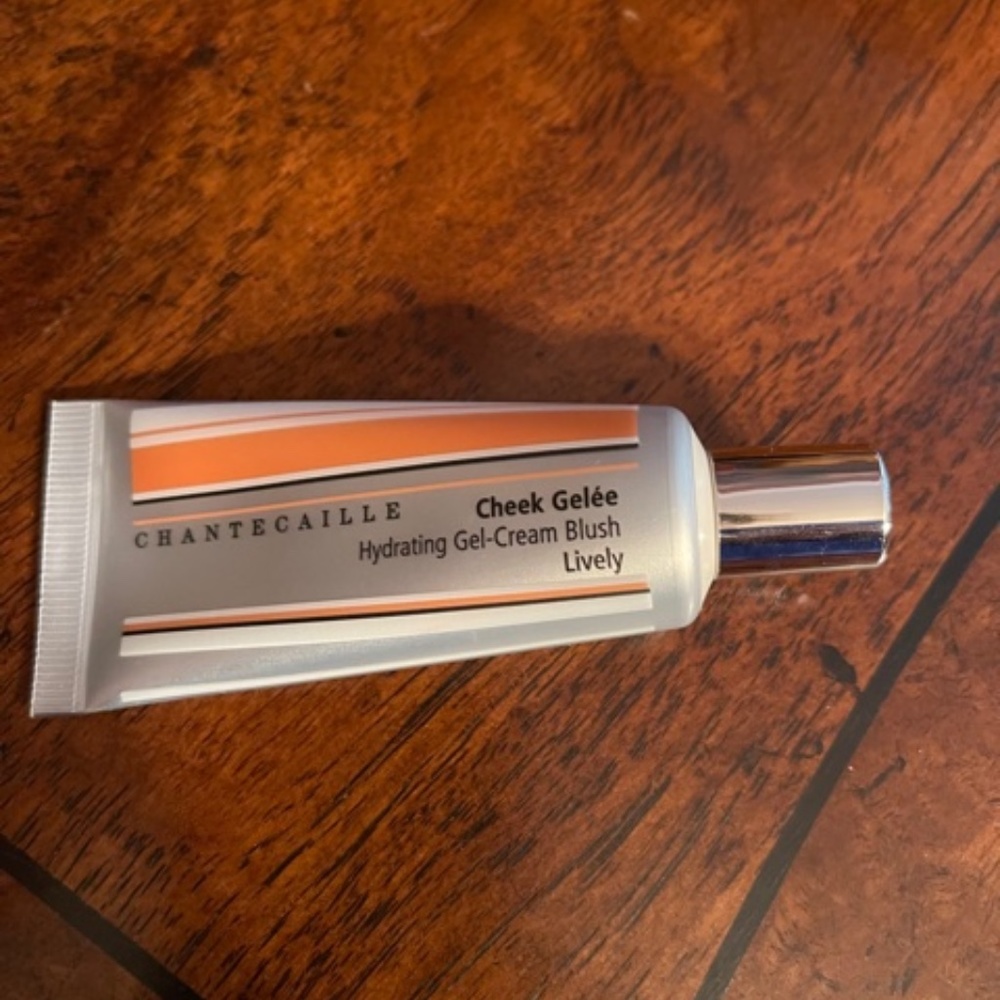 CHANTECAILLE
Cheek Gelée
Hydrating Gel-Cream Blush
Lively